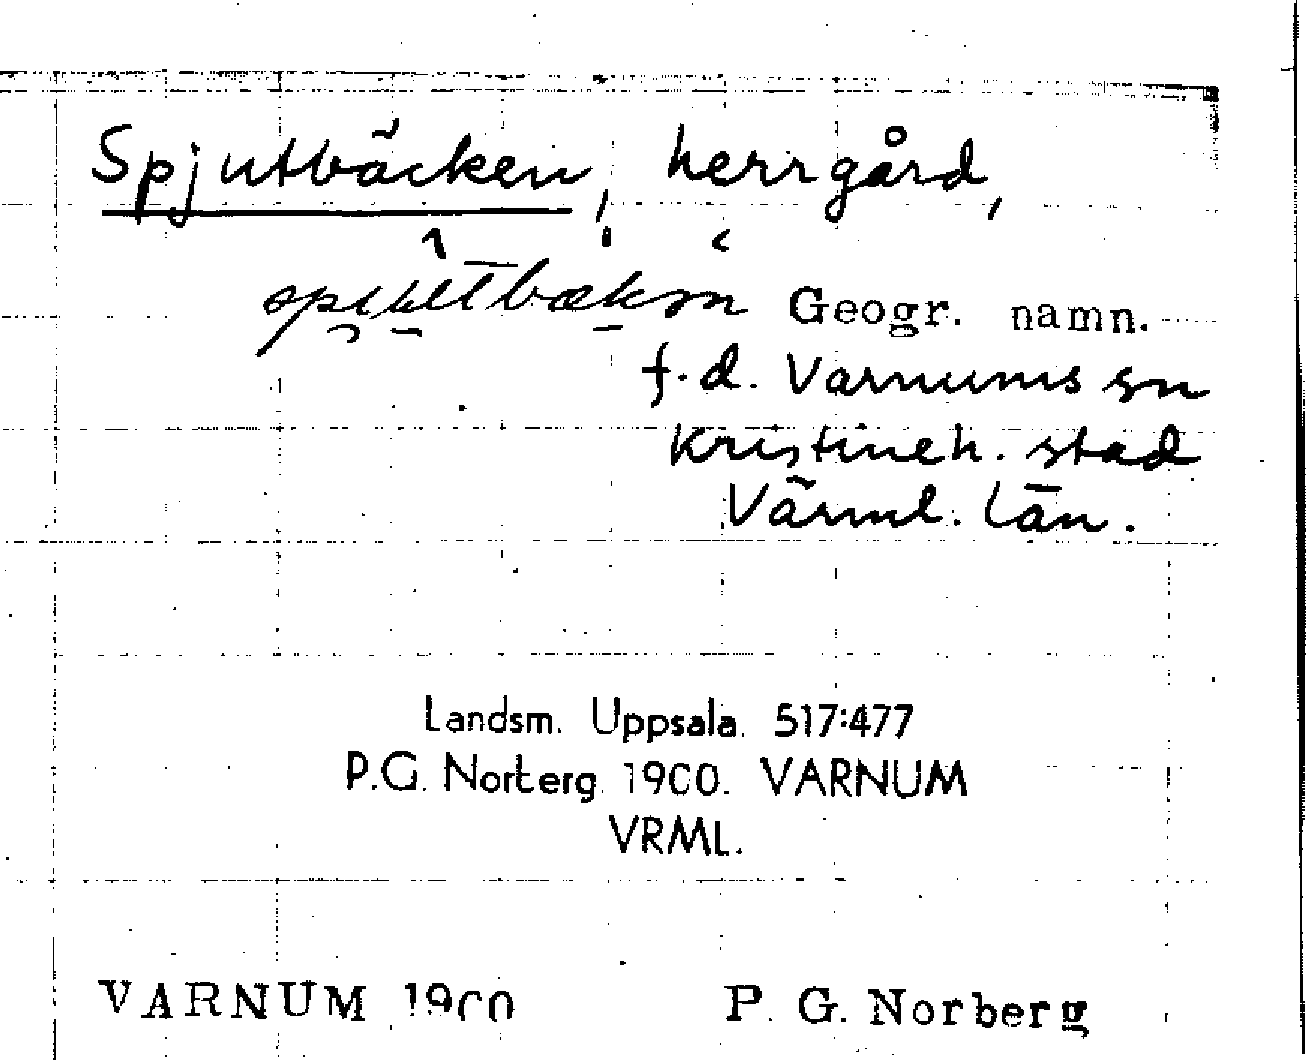 Spjutbäcken, herrgård,
Geogr. namn.
f.d. Varnums sn
Kristineh. stad
Värml. län.
Landsm. Uppsala. 517:477
P.G. Norberg 1900. VARNUM
VRML.
VARNUM 1900 P. G. Norberg